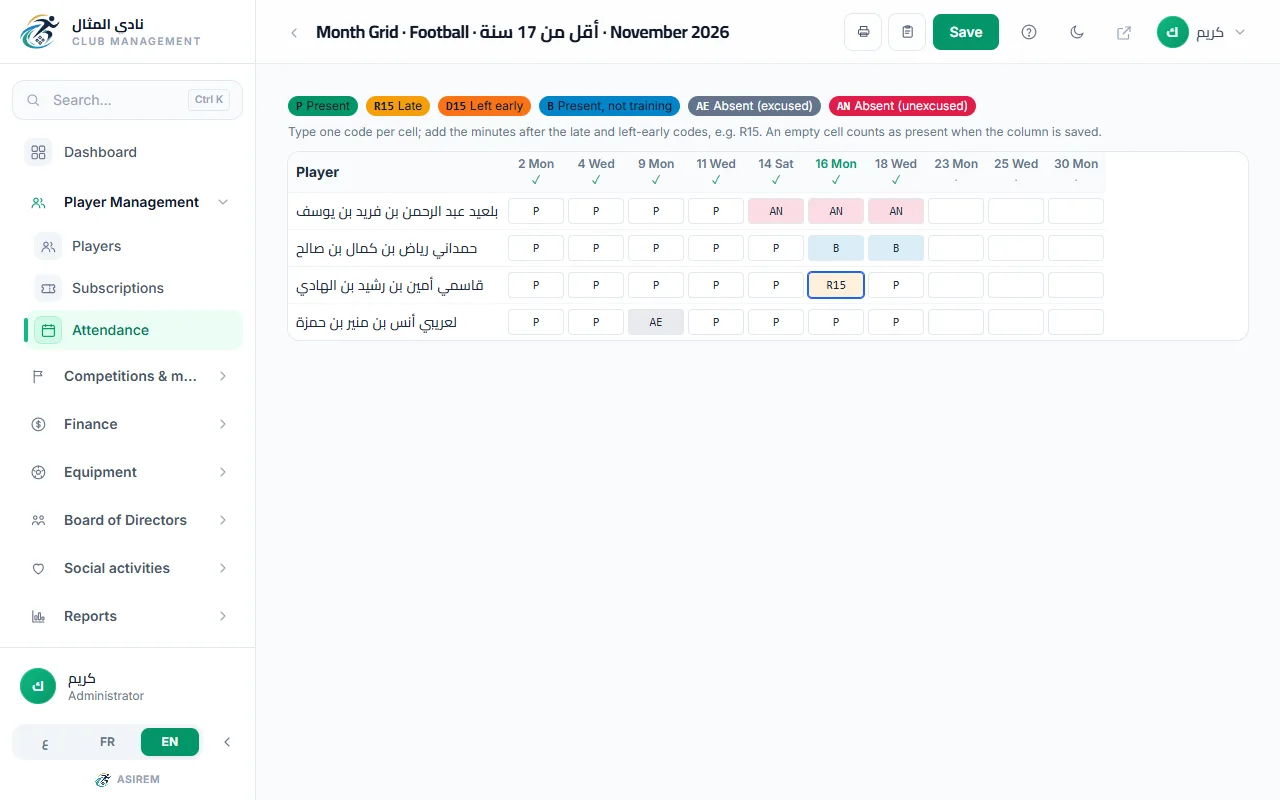 نادي المثال
CLUB MANAGEMENT
Search...
Ctrl K
Dashboard
Player Management
Players
Subscriptions
Attendance
Competitions & m...
Finance
Equipment
Board of Directors
Social activities
Reports
ك
كريم
Administrator
ع
FR
EN
ASIREM
Month Grid · Football · أقل من 17 سنة · November 2026
Save
ك
كريم
P Present
R15 Late
D15 Left early
B Present, not training
AE Absent (excused)
AN Absent (unexcused)
Type one code per cell; add the minutes after the late and left-early codes, e.g. R15. An empty cell counts as present when the column is saved.
Player 2 Mon 4 Wed 9 Mon 11 Wed 14 Sat 16 Mon 18 Wed 23 Mon 25 Wed 30 Mon
✓ ✓ ✓ ✓ ✓ ✓ ✓ · · ·
بلعيد عبد الرحمن بن فريد بن يوسف P P P P AN AN AN
حمداني رياض بن كمال بن صالح P P P P P B B
قاسمي أمين بن رشيد بن الهادي P P P P P R15 P
لعريبي أنس بن منير بن حمزة P P AE P P P P